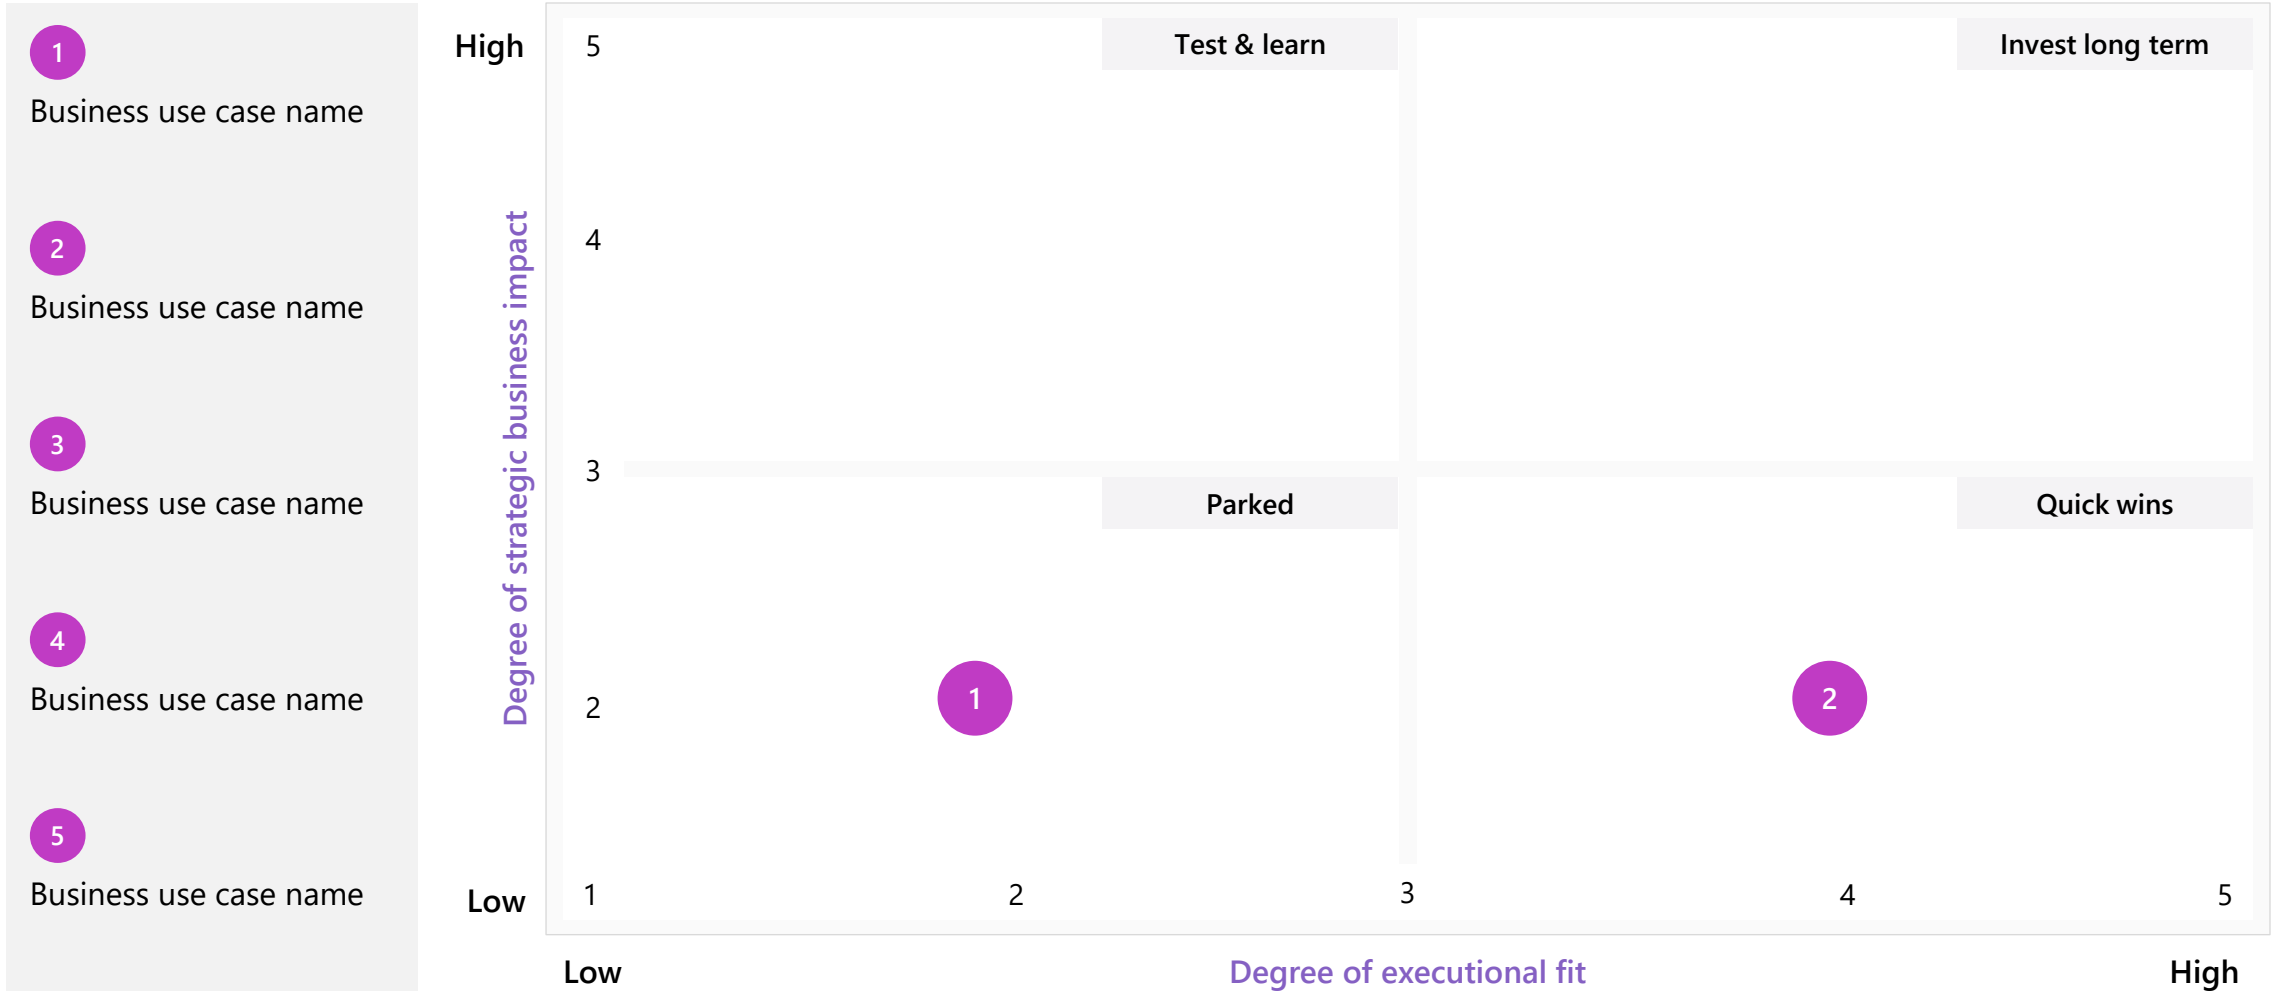 1
Business use case name
2
Business use case name
3
Business use case name
4
Business use case name
5
Business use case name
High
Low
Degree of strategic business impact
5
4
3
2
1
Test & learn
Invest long term
Parked
Quick wins
1
2
2
3
4
5
Low
Degree of executional fit
High